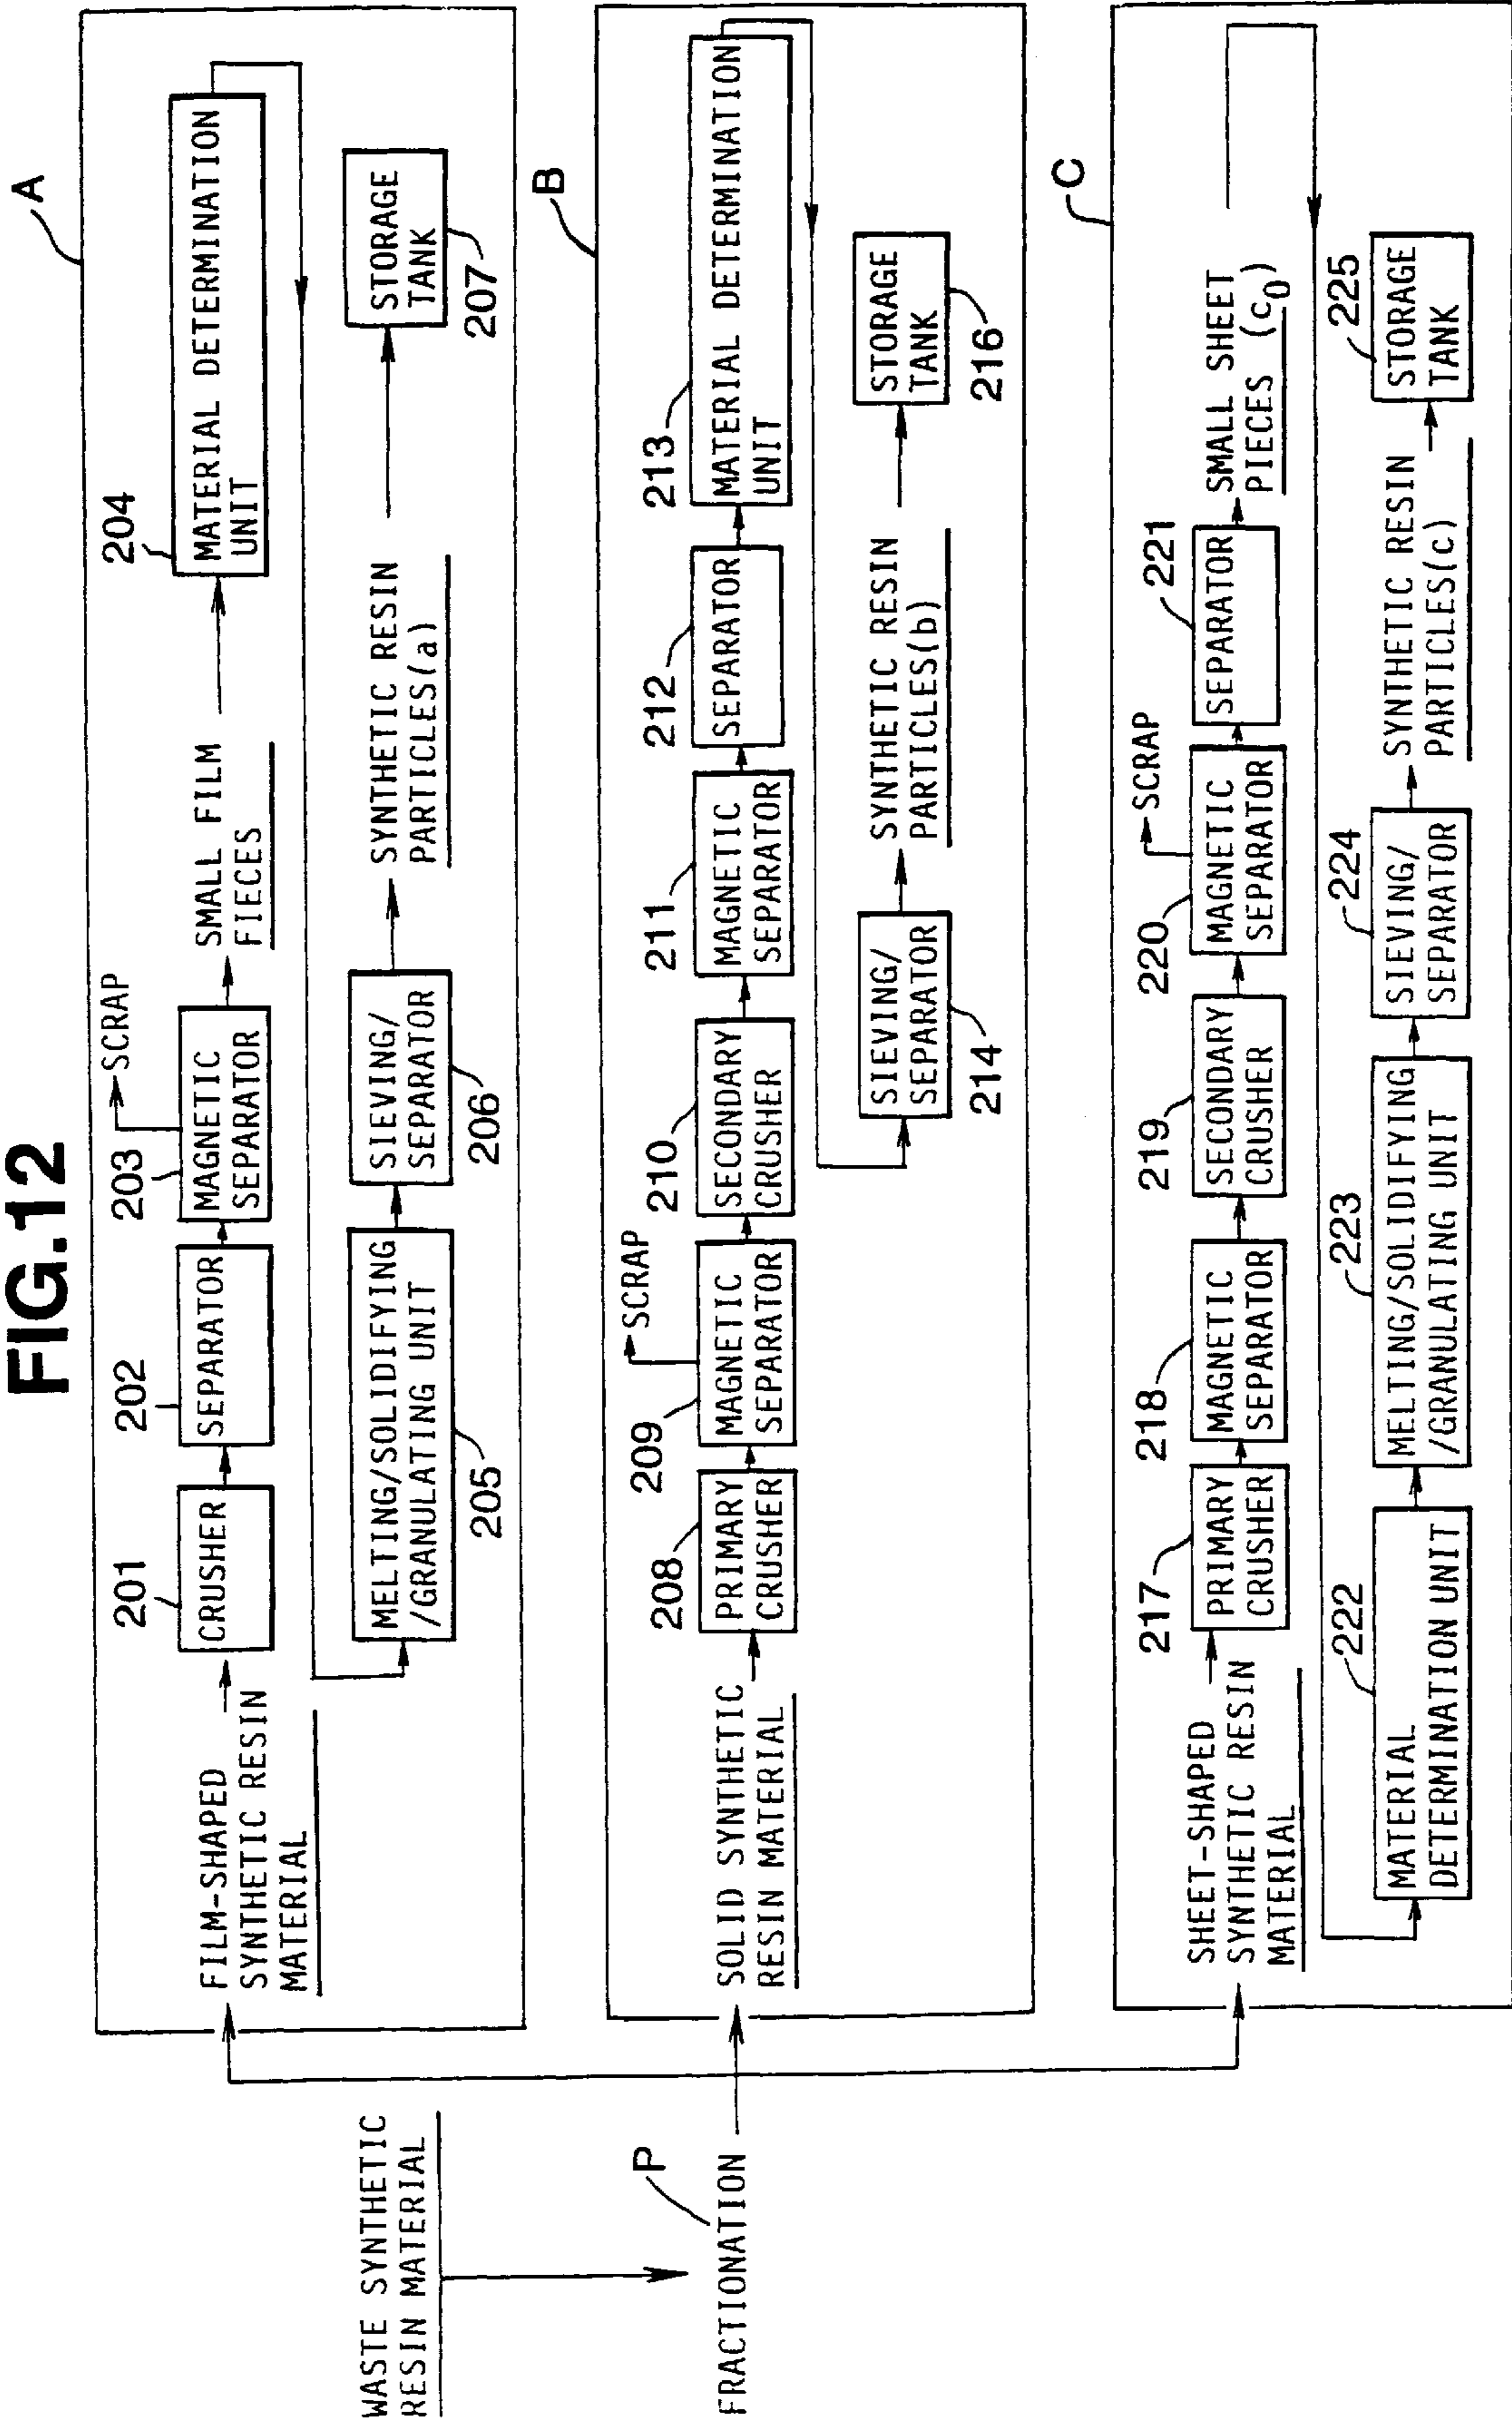 FIG.12
WASTE SYNTHETIC
RESIN MATERIAL
P
FRACTIONATION
A
FILM-SHAPED
SYNTHETIC RESIN
MATERIAL
201
CRUSHER
202
SEPARATOR
203
MAGNETIC
SEPARATOR
SCRAP
SMALL FILM
FIECES
204
MATERIAL DETERMINATION
UNIT
MELTING/SOLIDIFYING
/GRANULATING UNIT
205
SIEVING/
SEPARATOR
206
SYNTHETIC RESIN
PARTICLES(a)
STORAGE
TANK
207
B
SOLID SYNTHETIC
RESIN MATERIAL
208
PRIMARY
CRUSHER
209
MAGNETIC
SEPARATOR
SCRAP
210
SECONDARY
CRUSHER
211
MAGNETIC
SEPARATOR
212
SEPARATOR
213
MATERIAL DETERMINATION
UNIT
SIEVING/
SEPARATOR
214
SYNTHETIC RESIN
PARTICLES(b)
STORAGE
TANK
216
C
SHEET-SHAPED
SYNTHETIC RESIN
MATERIAL
217
PRIMARY
CRUSHER
218
MAGNETIC
SEPARATOR
219
SECONDARY
CRUSHER
220
MAGNETIC
SEPARATOR
SCRAP
221
SEPARATOR
SMALL SHEET
PIECES (c0)
222
MATERIAL
DETERMINATION UNIT
223
MELTING/SOLIDIFYING
/GRANULATING UNIT
224
SIEVING/
SEPARATOR
SYNTHETIC RESIN
PARTICLES(c)
225
STORAGE
TANK